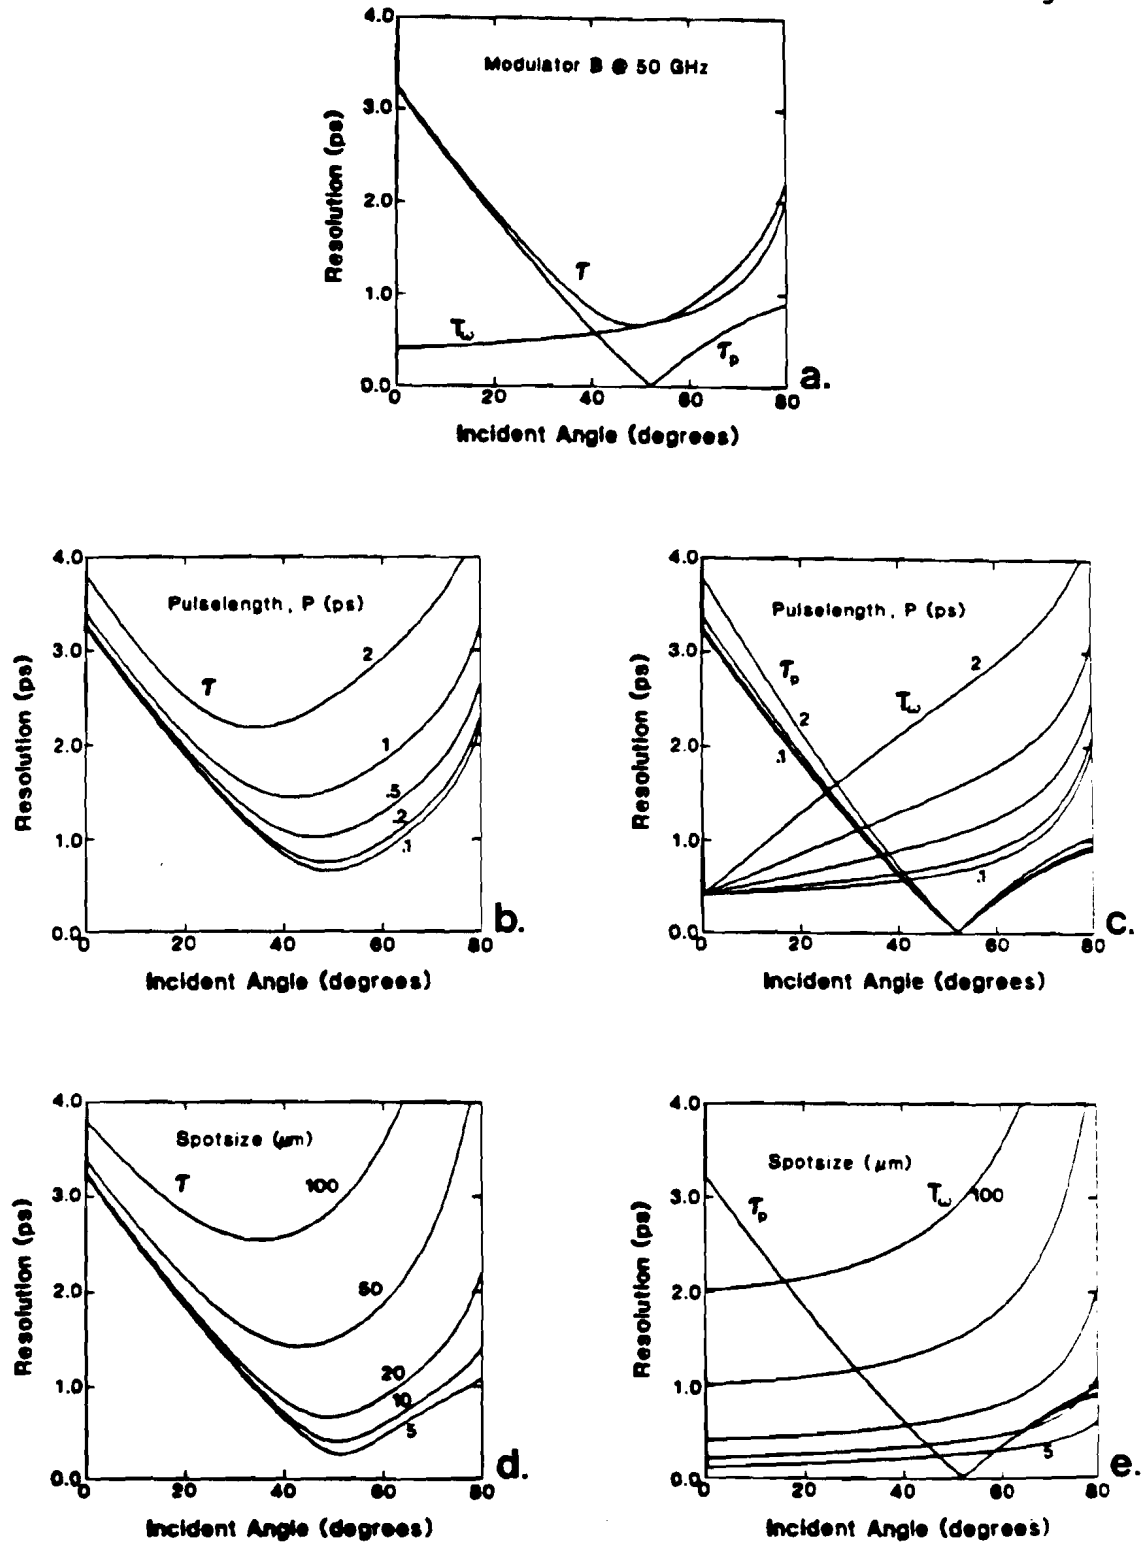 4.0
Modulator B @ 50 GHz
3.0
Resolution (ps)
2.0
τ
1.0
Tω
τp
0.0
0 20 40 60 80
a.
Incident Angle (degrees)
4.0
Pulselength, P (ps)
3.0
2
τ
Resolution (ps)
2.0
1
.5
.2
1.0
.1
0.0
0 20 40 60 80
b.
Incident Angle (degrees)
4.0
Pulselength, P (ps)
3.0
τp
2
Tω
2
Resolution (ps)
2.0
.1
1.0
.1
0.0
0 20 40 60 80
c.
Incident Angle (degrees)
4.0
Spotsize (μm)
τ
100
3.0
Resolution (ps)
2.0
50
20
1.0
10
5
0.0
0 20 40 60 80
d.
Incident Angle (degrees)
4.0
Spotsize (μm)
3.0
τp
Tω
100
Resolution (ps)
2.0
1.0
5
0.0
0 20 40 60 80
e.
Incident Angle (degrees)